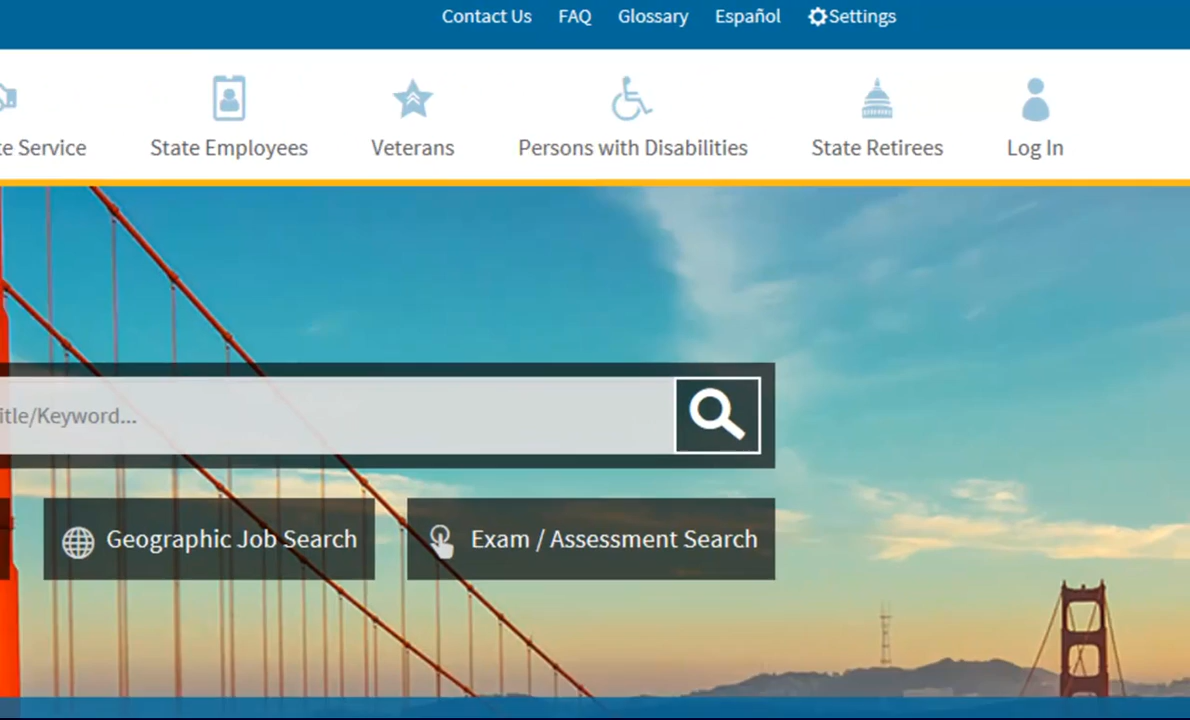 Contact Us FAQ Glossary Español Settings
te Service State Employees Veterans Persons with Disabilities State Retirees Log In
itle/Keyword...
Geographic Job Search Exam / Assessment Search